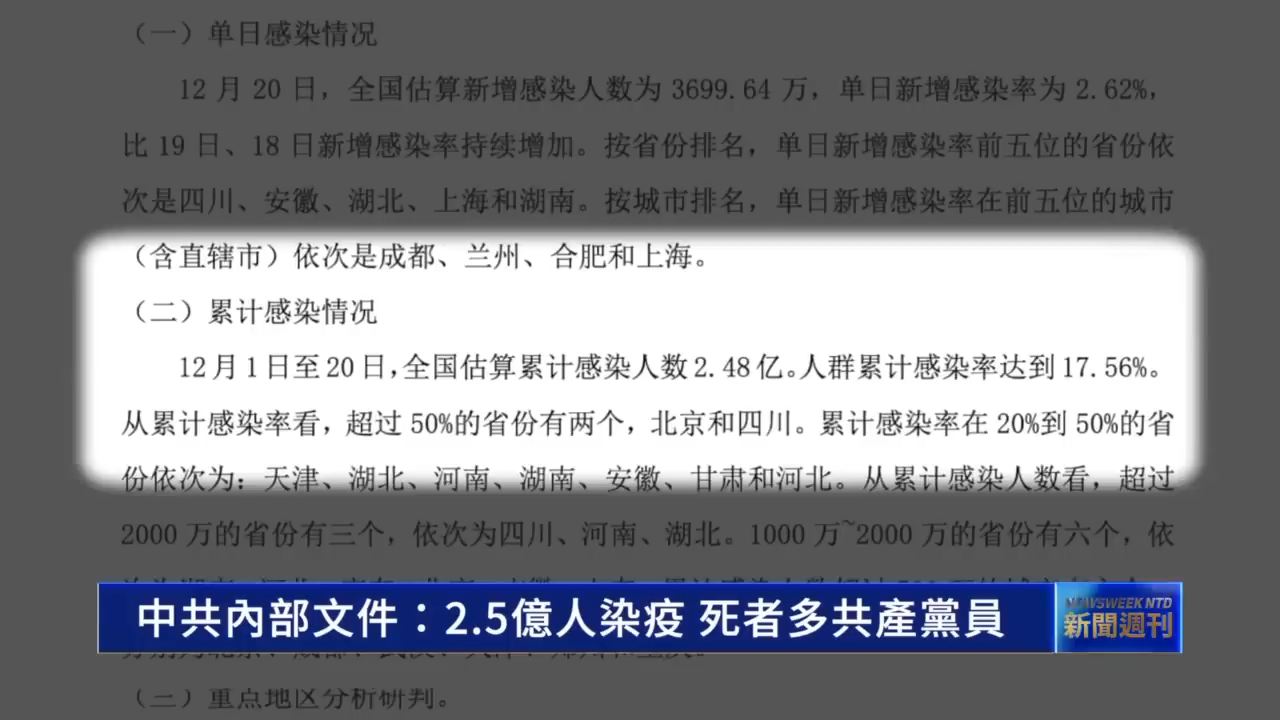 （一）单日感染情况
12 月 20 日，全国估算新增感染人数为 3699.64 万，单日新增感染率为 2.62%，
比 19 日、18 日新增感染率持续增加。按省份排名，单日新增感染率前五位的省份依
次是四川、安徽、湖北、上海和湖南。按城市排名，单日新增感染率在前五位的城市
（含直辖市）依次是成都、兰州、合肥和上海。
（二）累计感染情况
12 月 1 日至 20 日，全国估算累计感染人数 2.48 亿。人群累计感染率达到 17.56%。
从累计感染率看，超过 50%的省份有两个，北京和四川。累计感染率在 20%到 50%的省
份依次为：天津、湖北、河南、湖南、安徽、甘肃和河北。从累计感染人数看，超过
2000 万的省份有三个，依次为四川、河南、湖北。1000 万~2000 万的省份有六个，依
中共內部文件：2.5億人染疫 死者多共產黨員
NEWSWEEK NTD
新聞週刊
（三）重点地区分析研判。